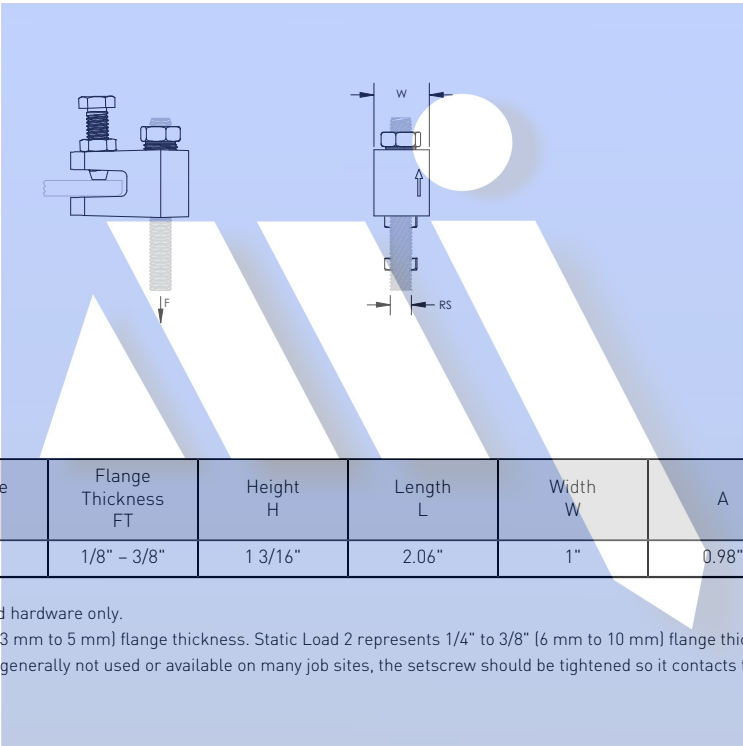 W
F
RS
e
Flange
Thickness
FT
Height
H
Length
L
Width
W
A
1/8" – 3/8"
1 3/16"
2.06"
1"
0.98"
d hardware only.
3 mm to 5 mm) flange thickness. Static Load 2 represents 1/4" to 3/8" (6 mm to 10 mm) flange thic
generally not used or available on many job sites, the setscrew should be tightened so it contacts